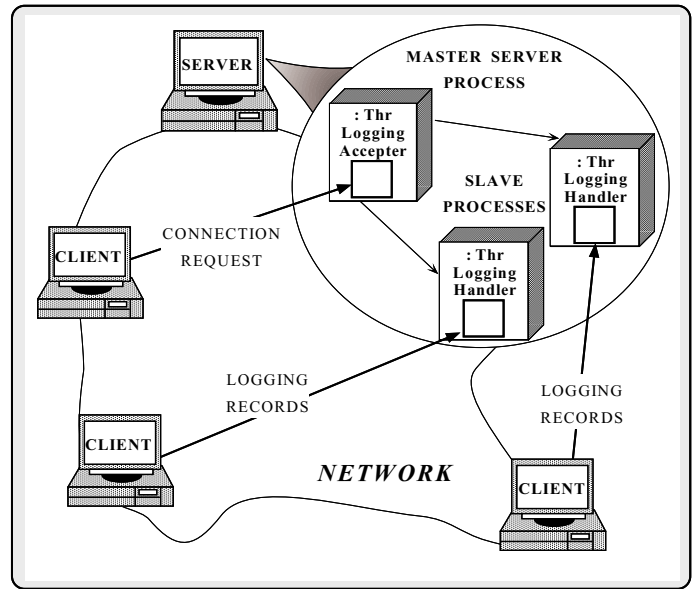 SERVER
MASTER SERVER
PROCESS
: Thr
Logging
Accepter
: Thr
Logging
Handler
SLAVE
PROCESSES
CONNECTION
REQUEST
CLIENT
: Thr
Logging
Handler
LOGGING
RECORDS
LOGGING
RECORDS
CLIENT
NETWORK
CLIENT